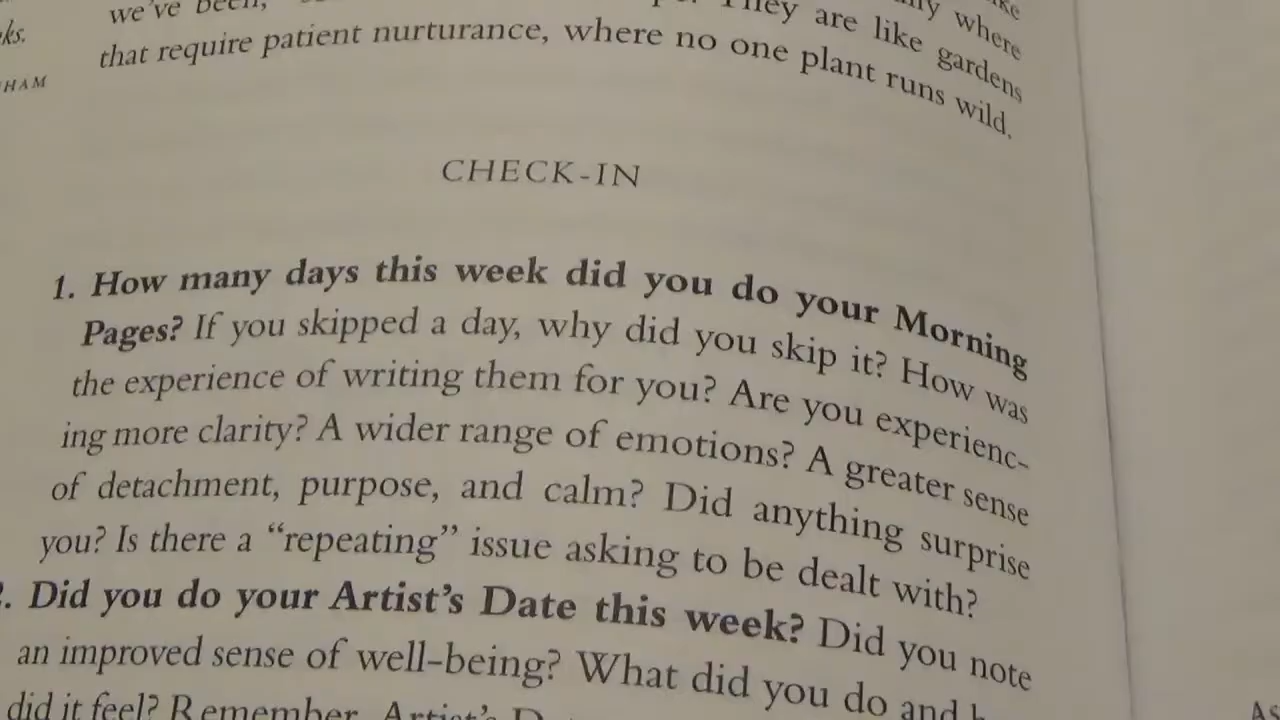 we've been,
They are like gardens
that require patient nurturance, where no one plant runs wild.
ks.
HAM
CHECK-IN
1. How many days this week did you do your Morning
Pages? If you skipped a day, why did you skip it? How was
the experience of writing them for you? Are you experienc-
ing more clarity? A wider range of emotions? A greater sense
of detachment, purpose, and calm? Did anything surprise
you? Is there a “repeating” issue asking to be dealt with?
. Did you do your Artist’s Date this week? Did you note
an improved sense of well-being? What did you do and h
did it feel? Remember, Artist's D